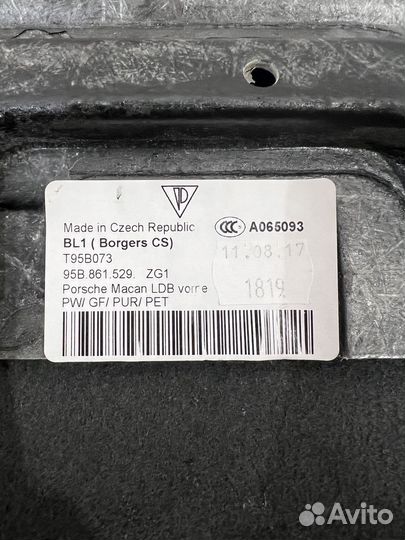 Made in Czech Republic
BL1 ( Borgers CS)
T95B073
95B.861.529. ZG1
Porsche Macan LDB vorne
PW/ GF/ PUR/ PET
CCC A065093
11.08.17
1819
Avito